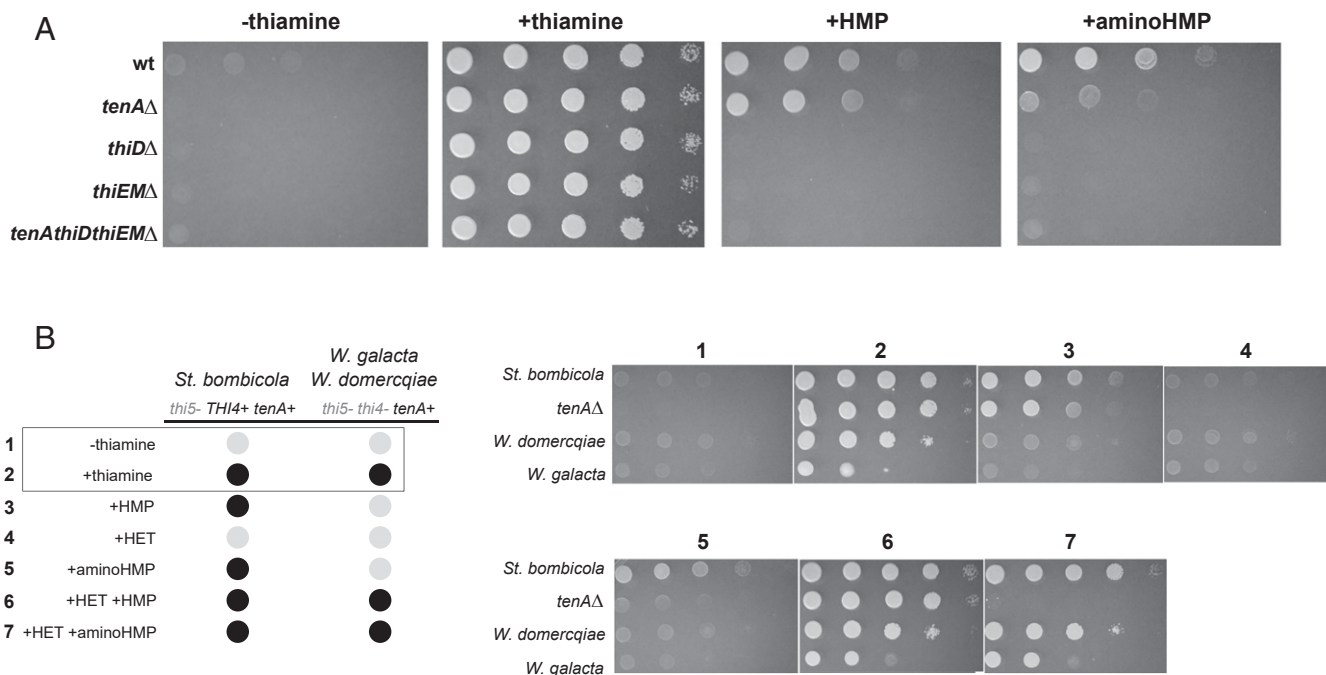 A
-thiamine +thiamine +HMP +aminoHMP
wt
tenAΔ
thiDΔ
thiEMΔ
tenAthiDthiEMΔ
B
St. bombicola
W. galacta
W. domercqiae
thi5- THI4+ tenA+ thi5- thi4- tenA+
1 -thiamine
2 +thiamine
3 +HMP
4 +HET
5 +aminoHMP
6 +HET +HMP
7 +HET +aminoHMP
1 2 3 4
St. bombicola
tenAΔ
W. domercqiae
W. galacta
5 6 7
St. bombicola
tenAΔ
W. domercqiae
W. galacta